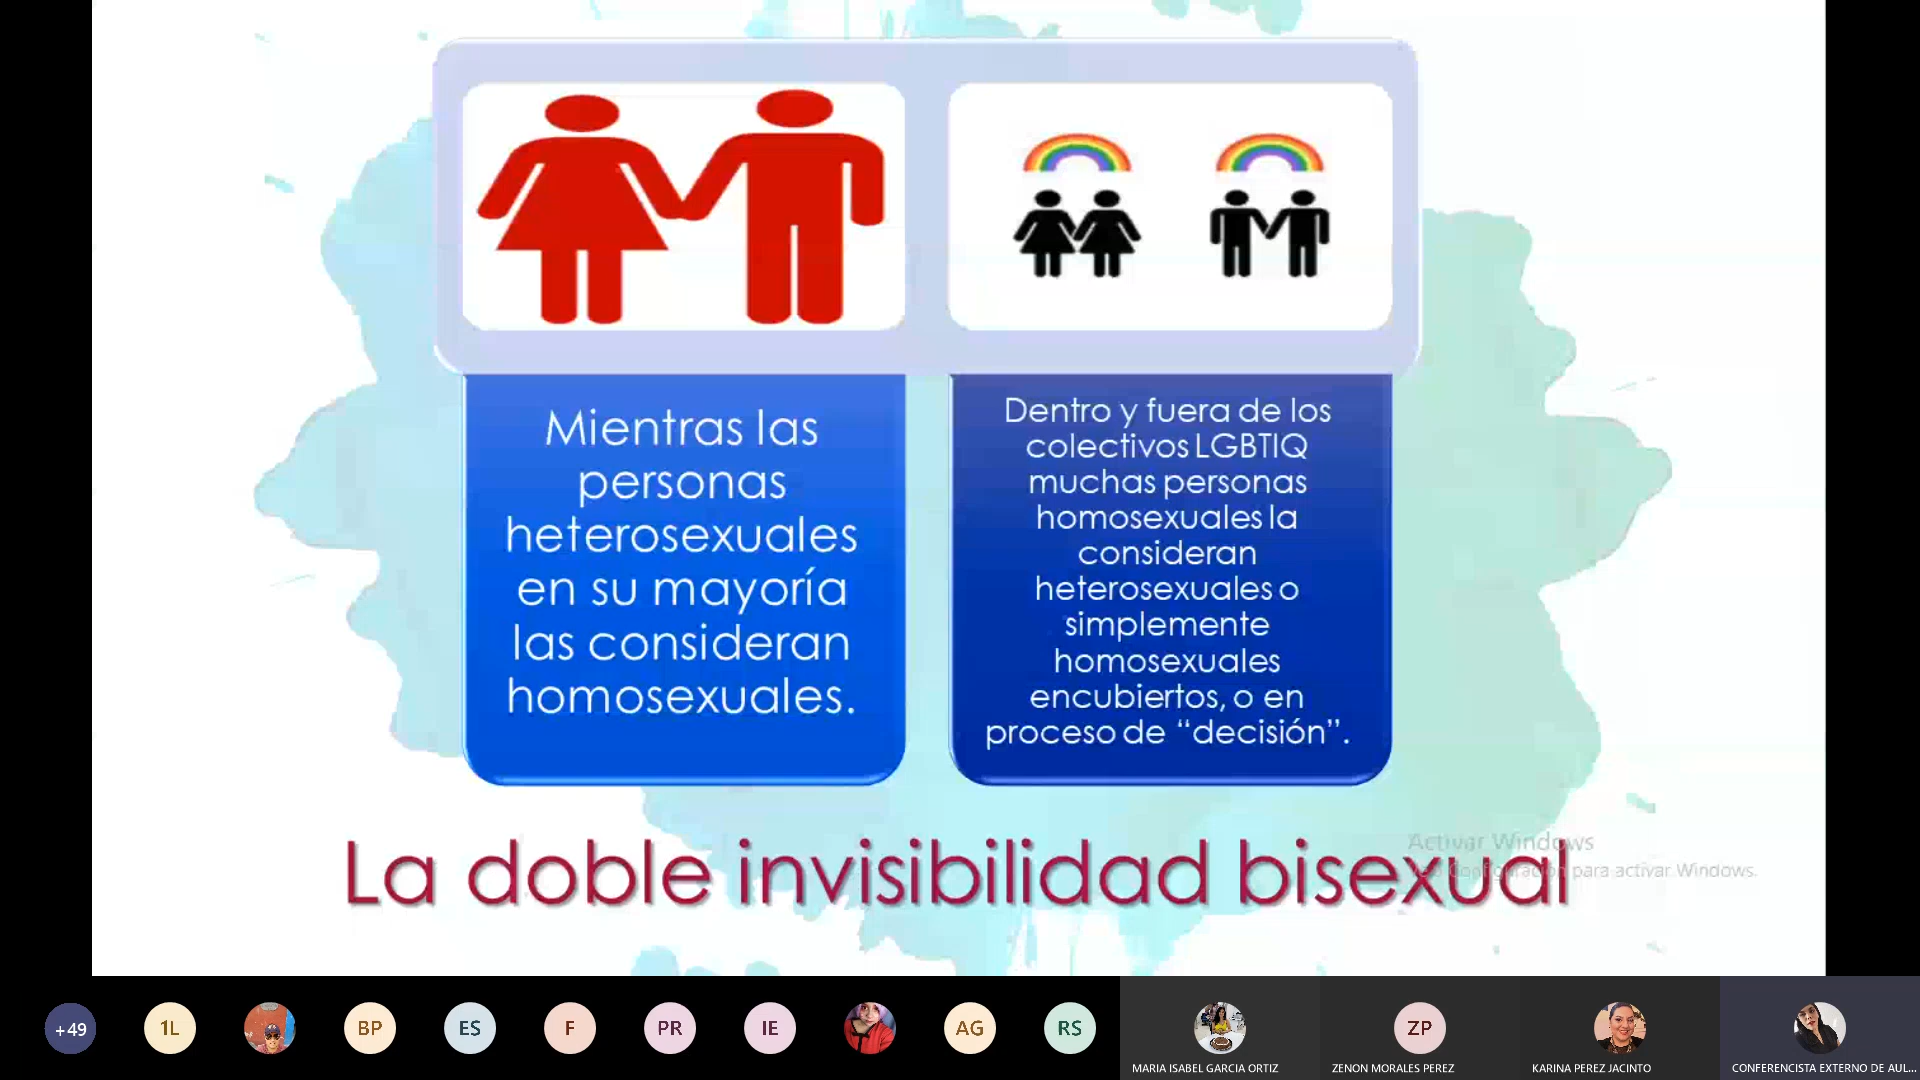 Mientras las
personas
heterosexuales
en su mayoría
las consideran
homosexuales.
Dentro y fuera de los
colectivos LGBTIQ
muchas personas
homosexuales la
consideran
heterosexuales o
simplemente
homosexuales
encubiertos, o en
proceso de “decisión”.
La doble invisibilidad bisexual
Activar Windows
Configuración para activar Windows.
+49
1L
BP
ES
F
PR
IE
AG
RS
ZP
MARIA ISABEL GARCIA ORTIZ
ZENON MORALES PEREZ
KARINA PEREZ JACINTO
CONFERENCISTA EXTERNO DE AUL...